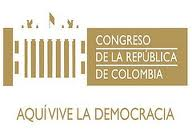 CONGRESO
DE LA REPÚBLICA
DE COLOMBIA
AQUÍ VIVE LA DEMOCRACIA